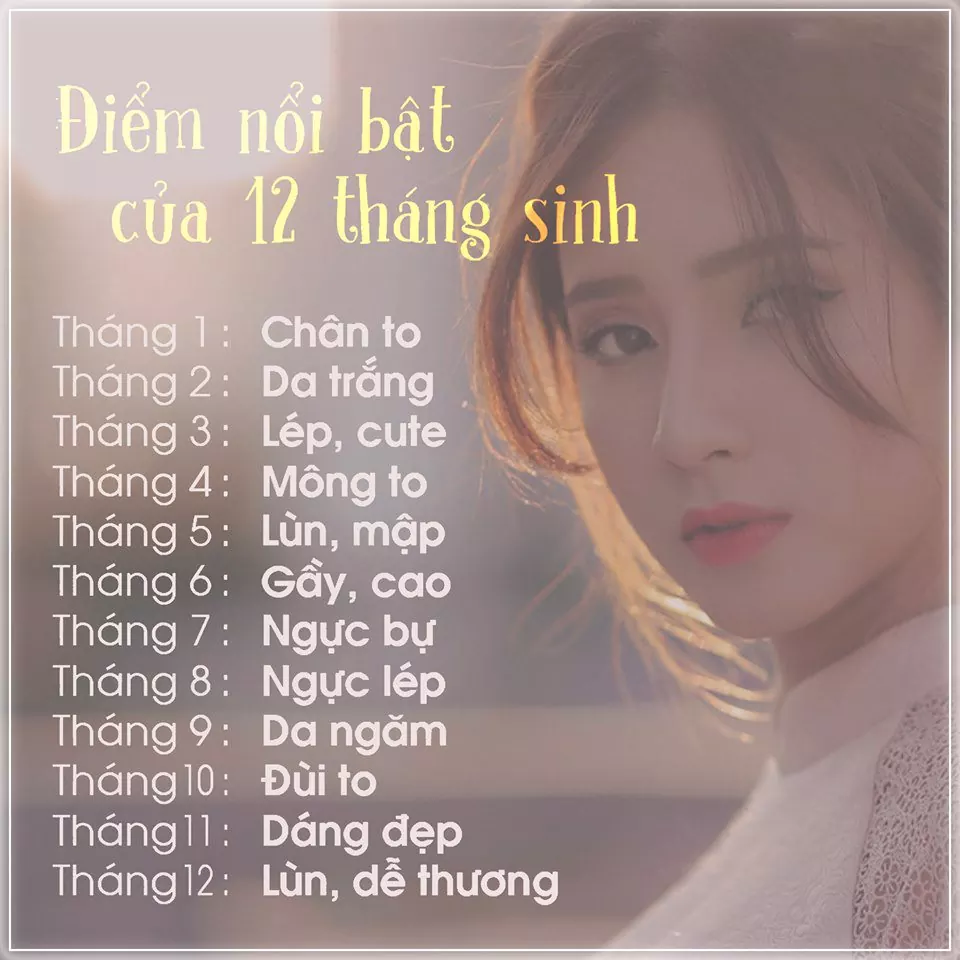 Điểm nổi bật
của 12 tháng sinh
Tháng 1 : Chân to
Tháng 2 : Da trắng
Tháng 3 : Lép, cute
Tháng 4 : Mông to
Tháng 5 : Lùn, mập
Tháng 6 : Gầy, cao
Tháng 7 : Ngực bự
Tháng 8 : Ngực lép
Tháng 9 : Da ngăm
Tháng10 : Đùi to
Tháng11 : Dáng đẹp
Tháng12 : Lùn, dễ thương